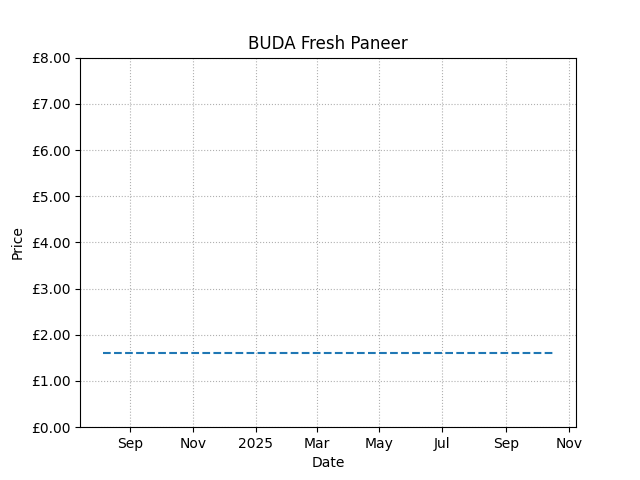 BUDA Fresh Paneer
£8.00
£7.00
£6.00
£5.00
£4.00
£3.00
£2.00
£1.00
£0.00
Price
Sep Nov 2025 Mar May Jul Sep Nov
Date